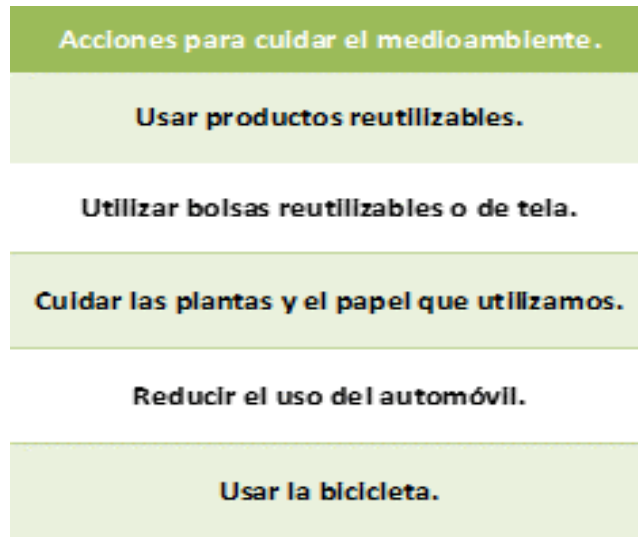 Acciones para cuidar el medioambiente.
Usar productos reutilizables.
Utilizar bolsas reutilizables o de tela.
Cuidar las plantas y el papel que utilizamos.
Reducir el uso del automóvil.
Usar la bicicleta.